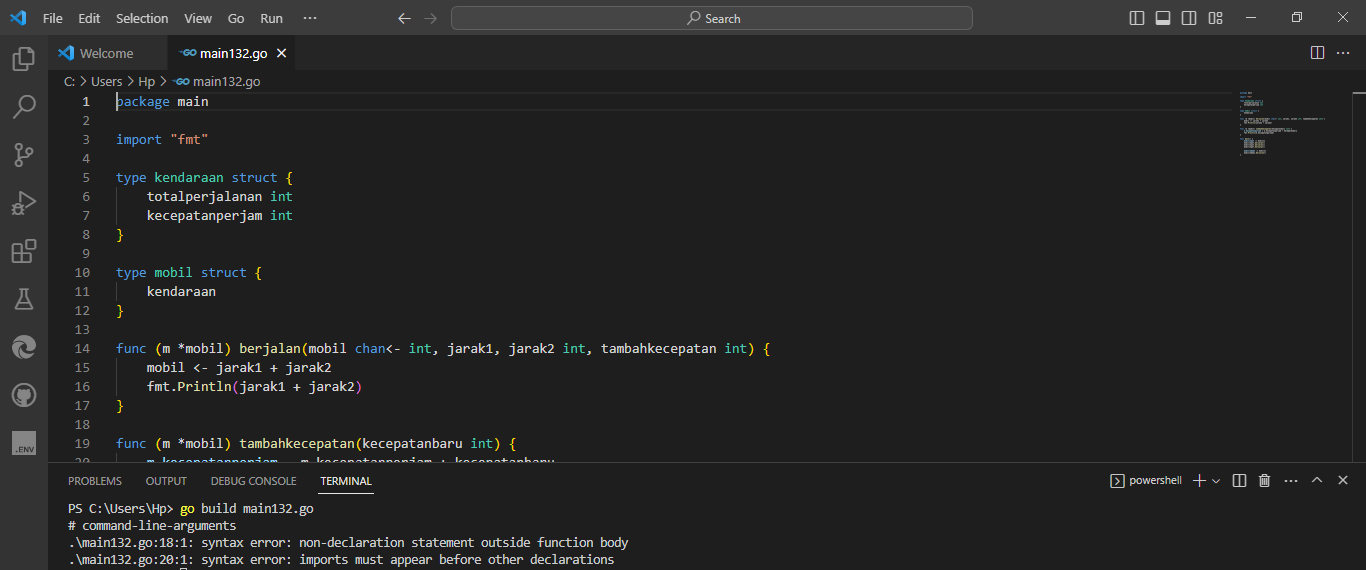 File Edit Selection View Go Run ··· Search
Welcome main132.go
C: > Users > Hp > main132.go
1 package main
2
3 import "fmt"
4
5 type kendaraan struct {
6 totalperjalanan int
7 kecepatanperjam int
8 }
9
10 type mobil struct {
11 kendaraan
12 }
13
14 func (m *mobil) berjalan(mobil chan<- int, jarak1, jarak2 int, tambahkecepatan int) {
15 mobil <- jarak1 + jarak2
16 fmt.Println(jarak1 + jarak2)
17 }
18
19 func (m *mobil) tambahkecepatan(kecepatanbaru int) {
20 m.kecepatanperjam = m.kecepatanperjam + kecepatanbaru
.ENV
PROBLEMS OUTPUT DEBUG CONSOLE TERMINAL powershell
PS C:\Users\Hp> go build main132.go
# command-line-arguments
.\main132.go:18:1: syntax error: non-declaration statement outside function body
.\main132.go:20:1: syntax error: imports must appear before other declarations